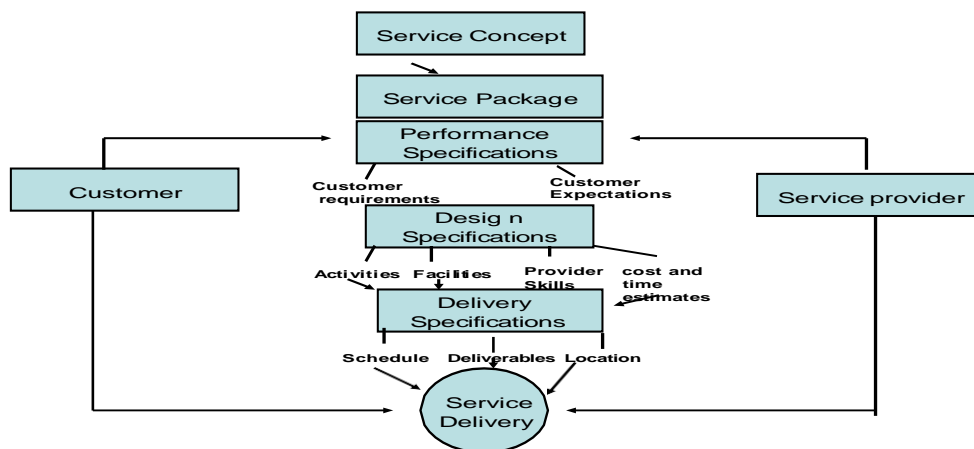 Service Concept
Service Package
Performance
Specifications
Customer
Service provider
Customer
requirements
Customer
Expectations
Desig n
Specifications
Activities
Facilities
Provider
Skills
cost and
time
estimates
Delivery
Specifications
Schedule
Deliverables
Location
Service
Delivery